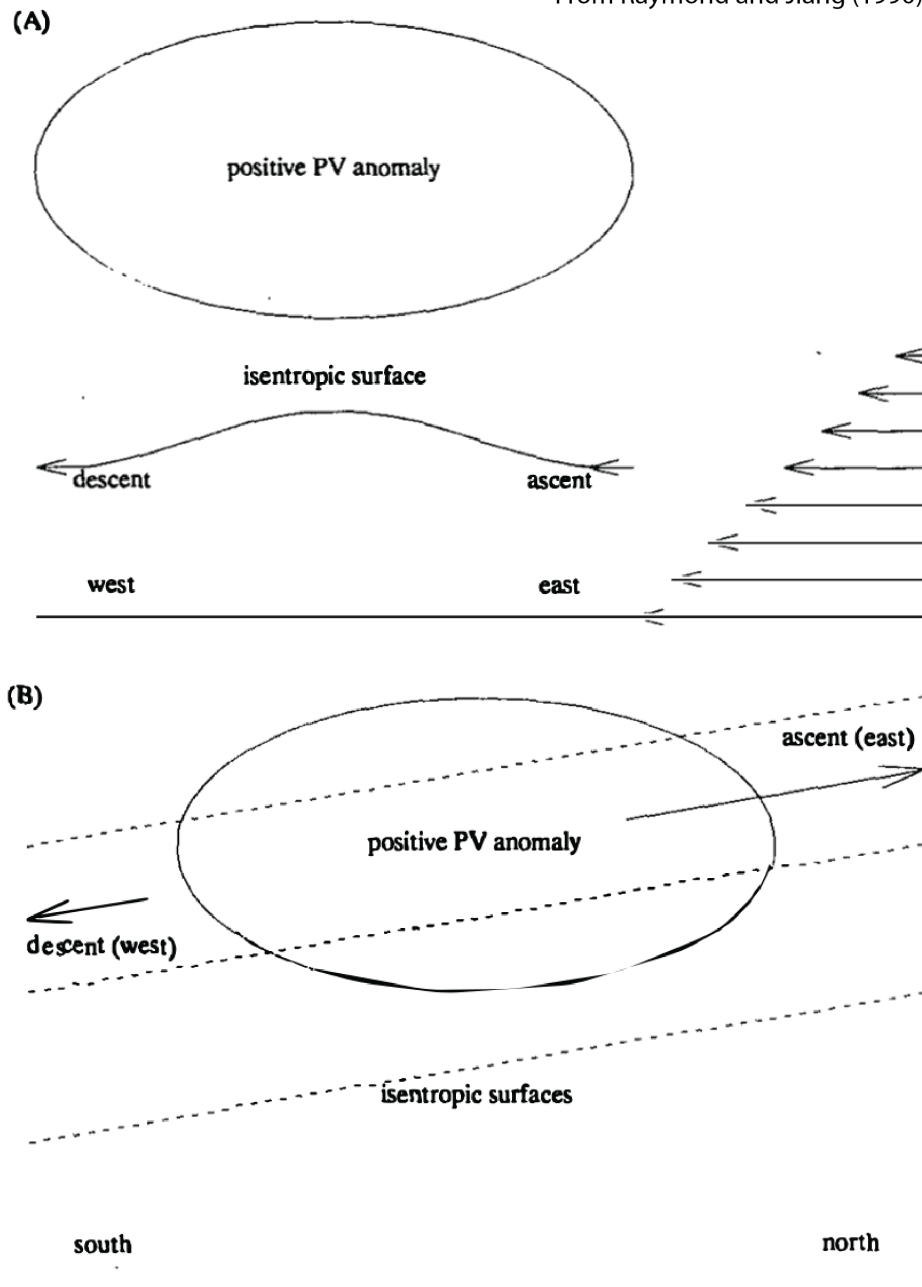 (A)
positive PV anomaly
isentropic surface
descent
ascent
west
east
(B)
ascent (east)
positive PV anomaly
descent (west)
isentropic surfaces
south
north